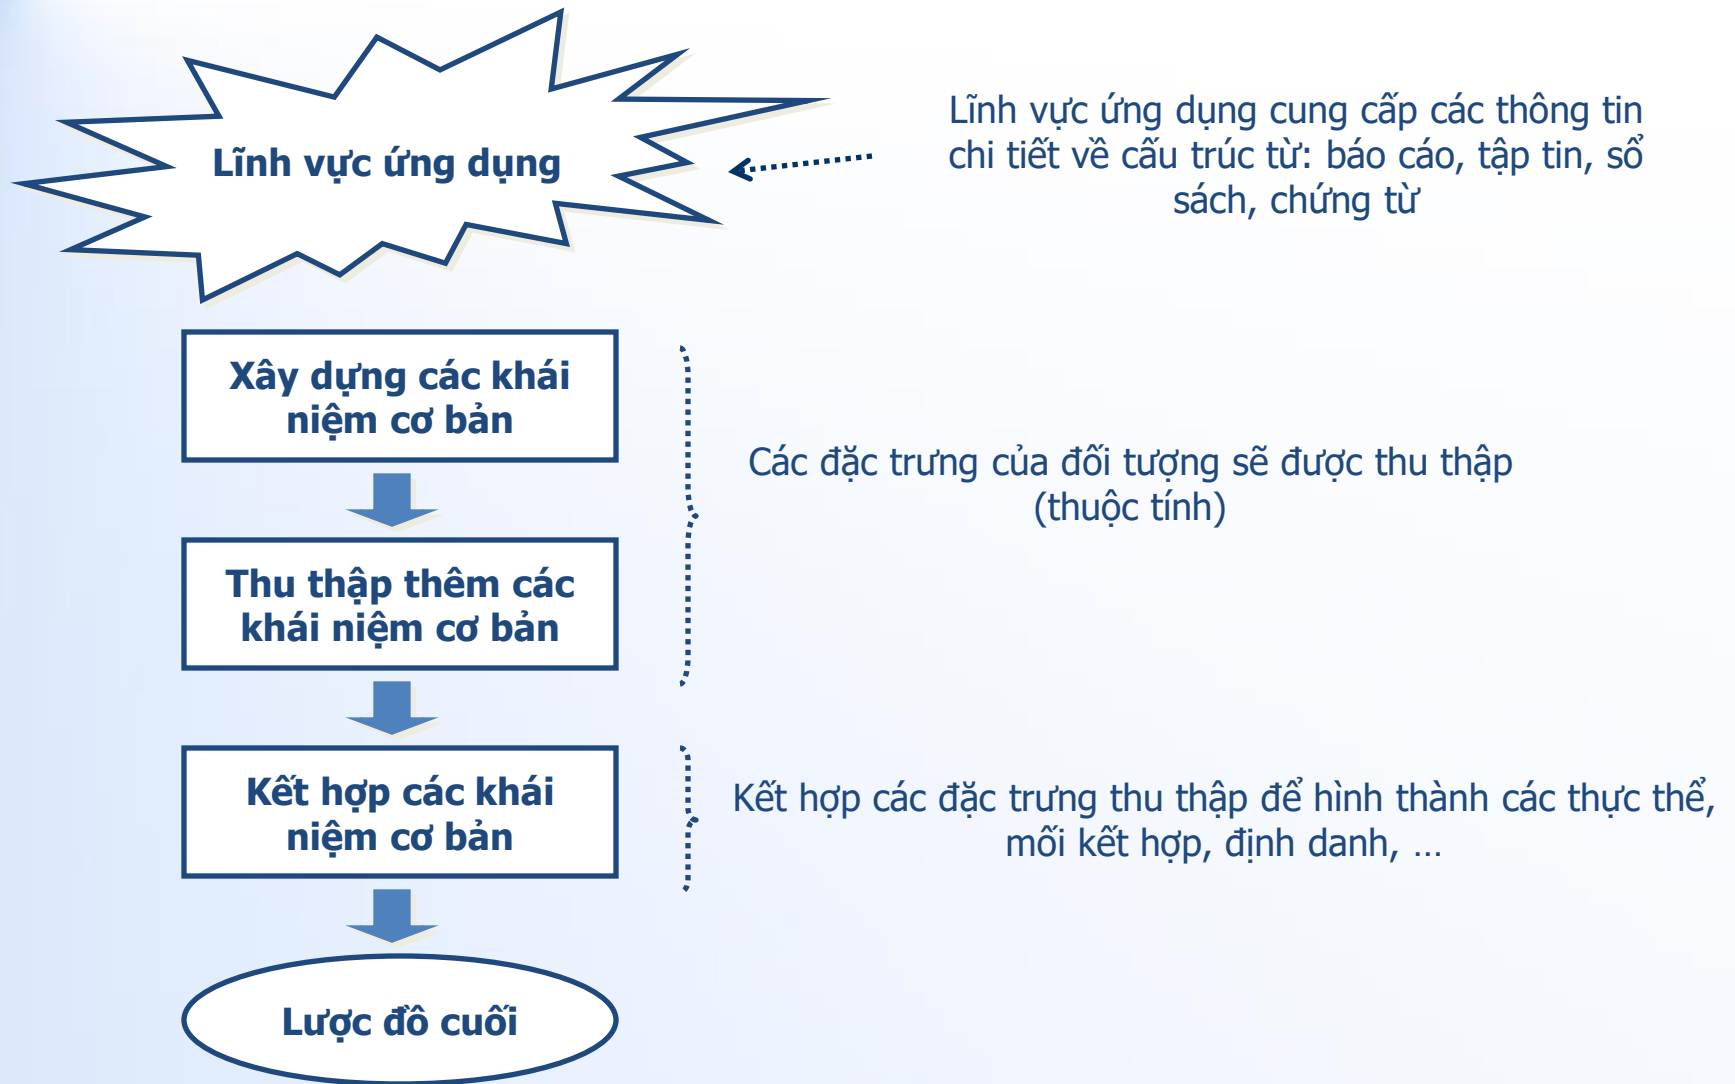 Lĩnh vực ứng dụng
Lĩnh vực ứng dụng cung cấp các thông tin
chi tiết về cấu trúc từ: báo cáo, tập tin, sổ
sách, chứng từ
Xây dựng các khái
niệm cơ bản
Các đặc trưng của đối tượng sẽ được thu thập
(thuộc tính)
Thu thập thêm các
khái niệm cơ bản
Kết hợp các khái
niệm cơ bản
Kết hợp các đặc trưng thu thập để hình thành các thực thể,
mối kết hợp, định danh, …
Lược đồ cuối